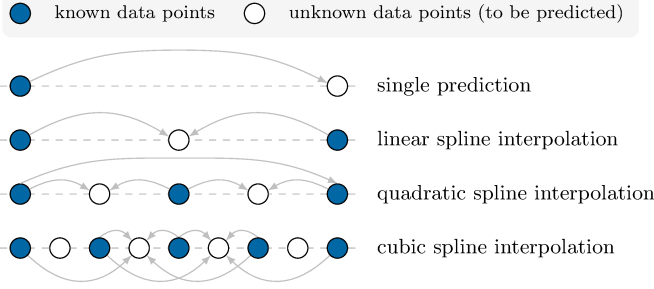 known data points unknown data points (to be predicted)
single prediction
linear spline interpolation
quadratic spline interpolation
cubic spline interpolation